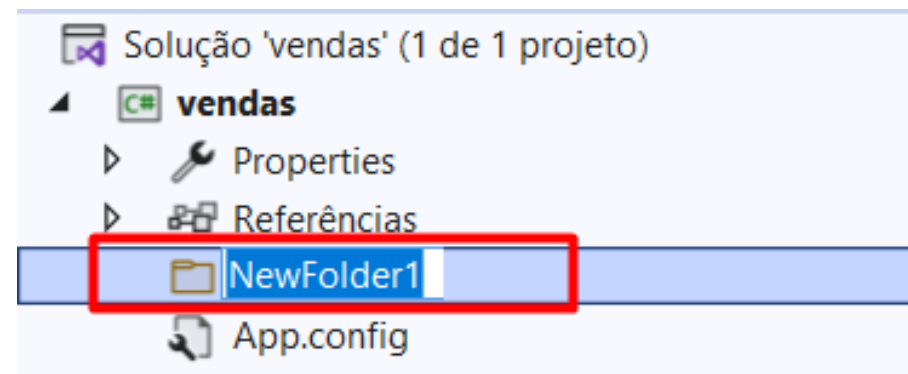 Solução 'vendas' (1 de 1 projeto)
C# vendas
Properties
Referências
NewFolder1
App.config